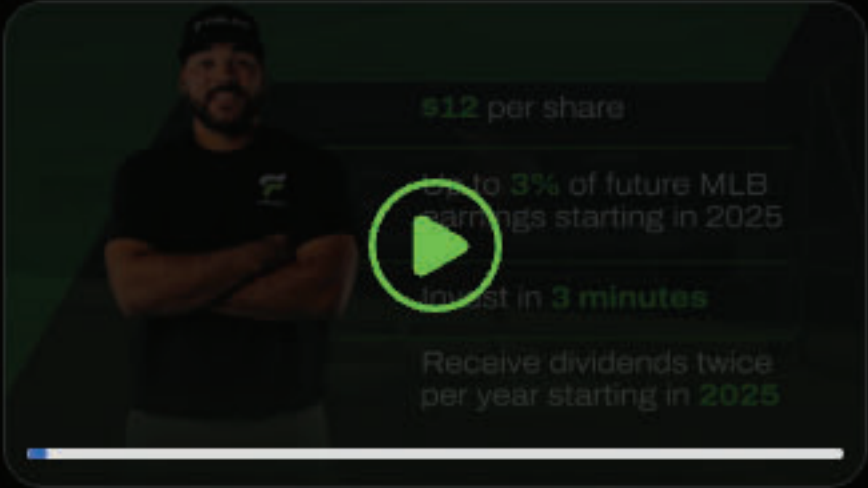 $12 per share
Up to 3% of future MLB
earnings starting in 2025
Invest in 3 minutes
Receive dividends twice
per year starting in 2025